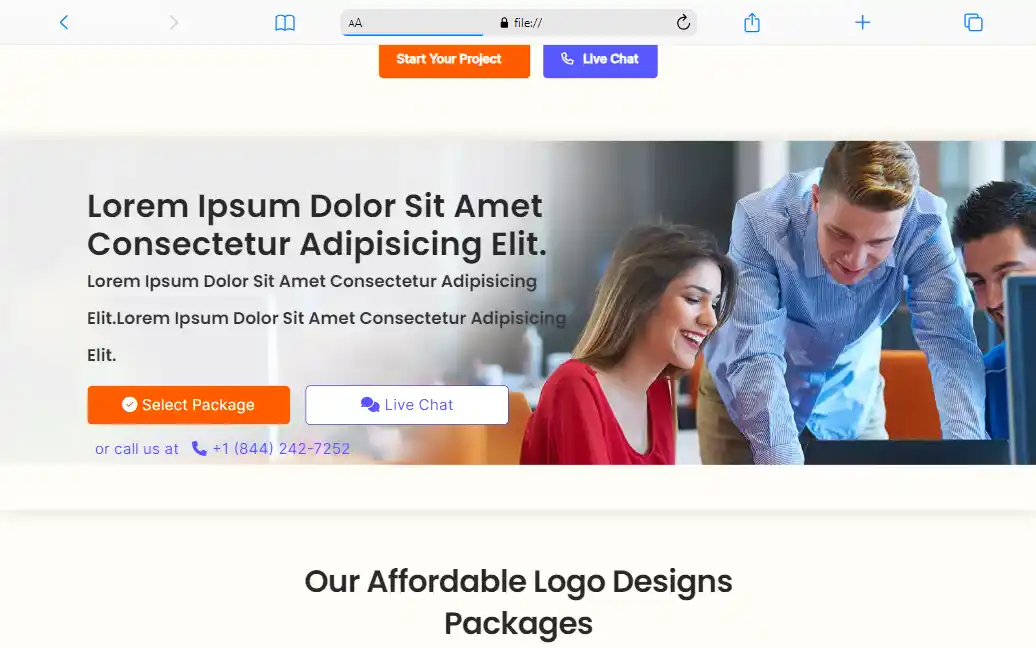 AA
file://
Start Your Project
Live Chat
Lorem Ipsum Dolor Sit Amet
Consectetur Adipisicing Elit.
Lorem Ipsum Dolor Sit Amet Consectetur Adipisicing
Elit.Lorem Ipsum Dolor Sit Amet Consectetur Adipisicing
Elit.
Select Package
Live Chat
or call us at +1 (844) 242-7252
Our Affordable Logo Designs
Packages